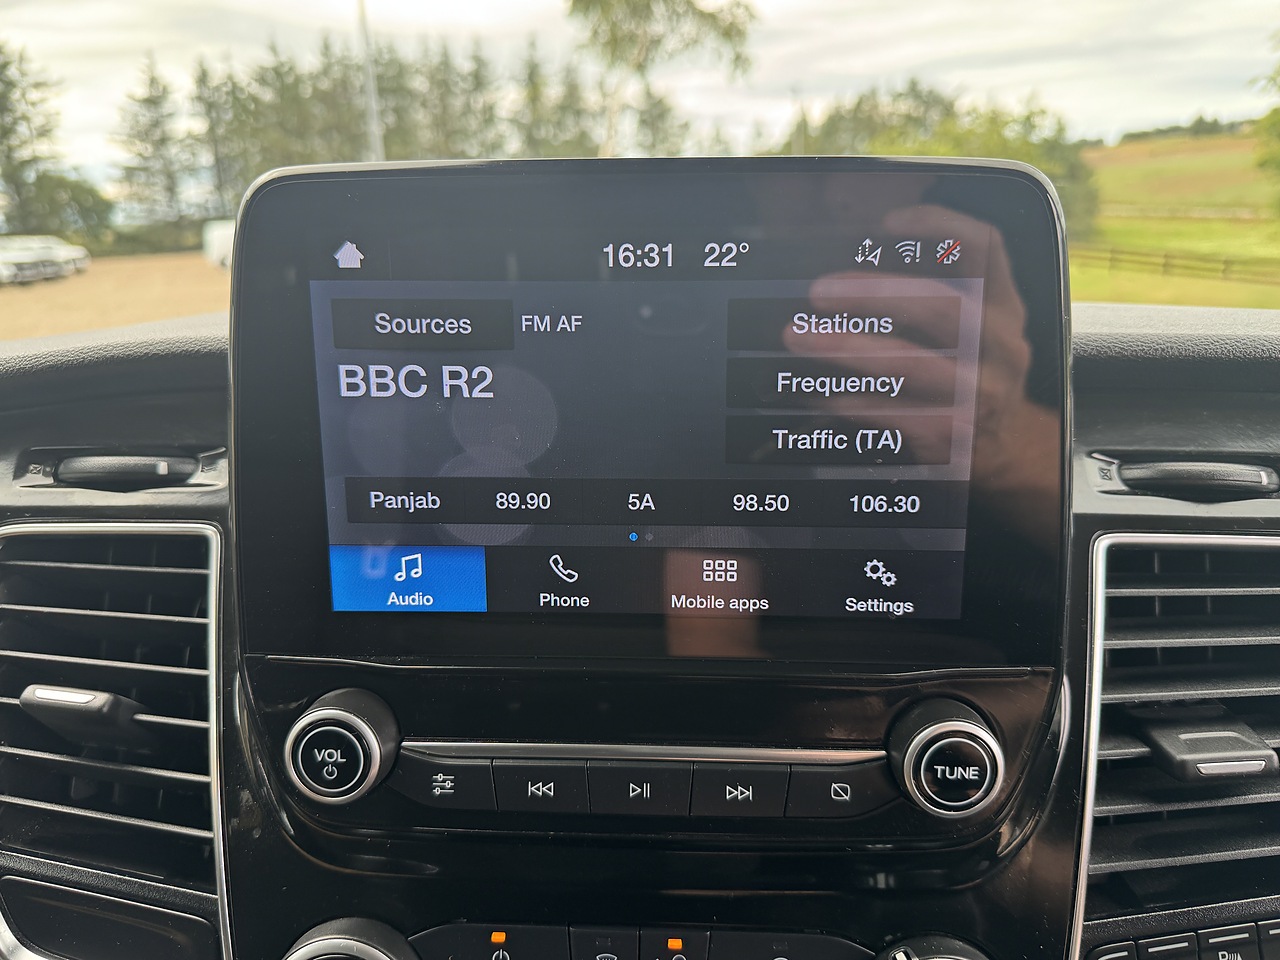 16:31 22°
Sources FM AF Stations
BBC R2
Frequency
Traffic (TA)
Panjab 89.90 5A 98.50 106.30
Audio Phone Mobile apps Settings
VOL
TUNE